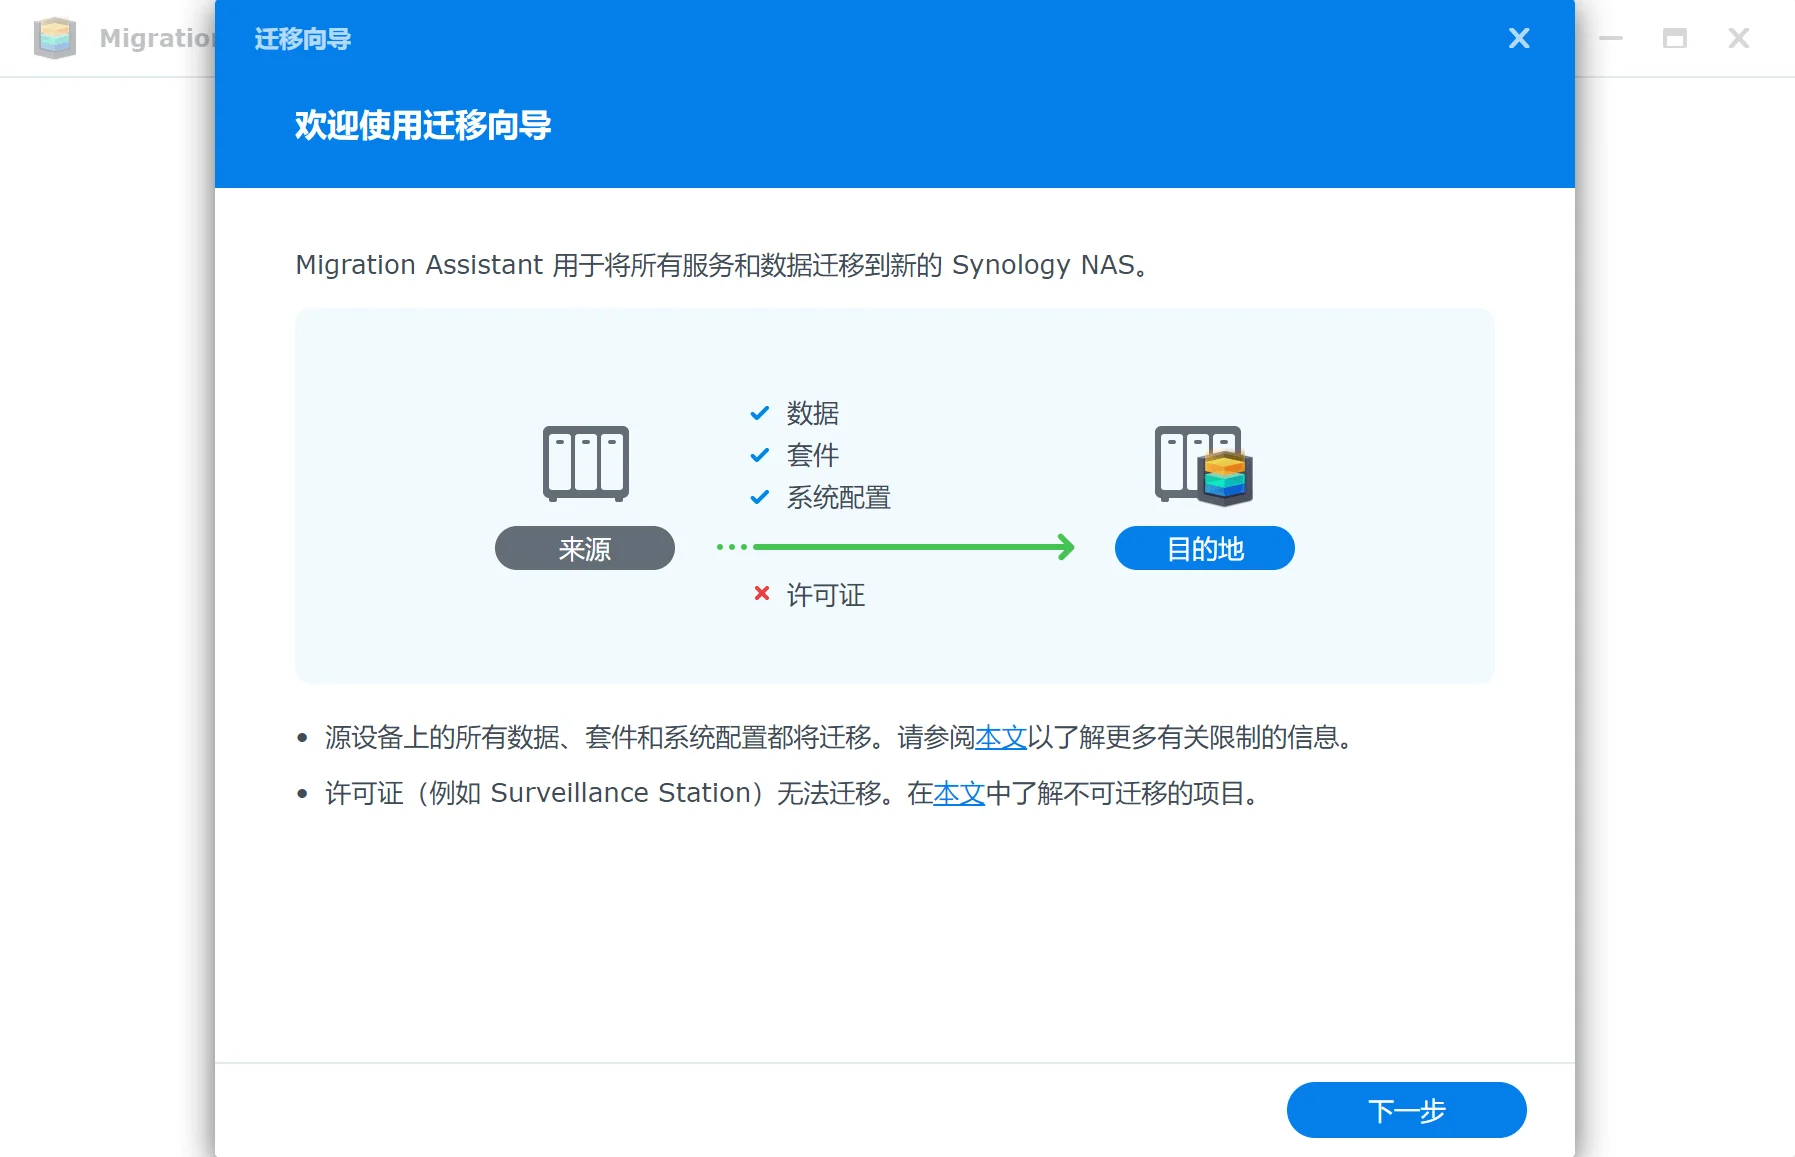 Migration
迁移向导
欢迎使用迁移向导
Migration Assistant 用于将所有服务和数据迁移到新的 Synology NAS。
数据
套件
系统配置
来源
目的地
许可证
源设备上的所有数据、套件和系统配置都将迁移。请参阅本文以了解更多有关限制的信息。
许可证（例如 Surveillance Station）无法迁移。在本文中了解不可迁移的项目。
下一步